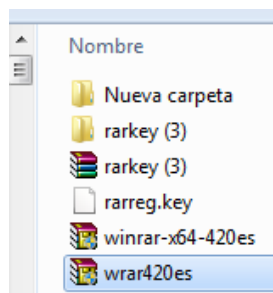 Nombre
Nueva carpeta
rarkey (3)
rarkey (3)
rarreg.key
winrar-x64-420es
wrar420es